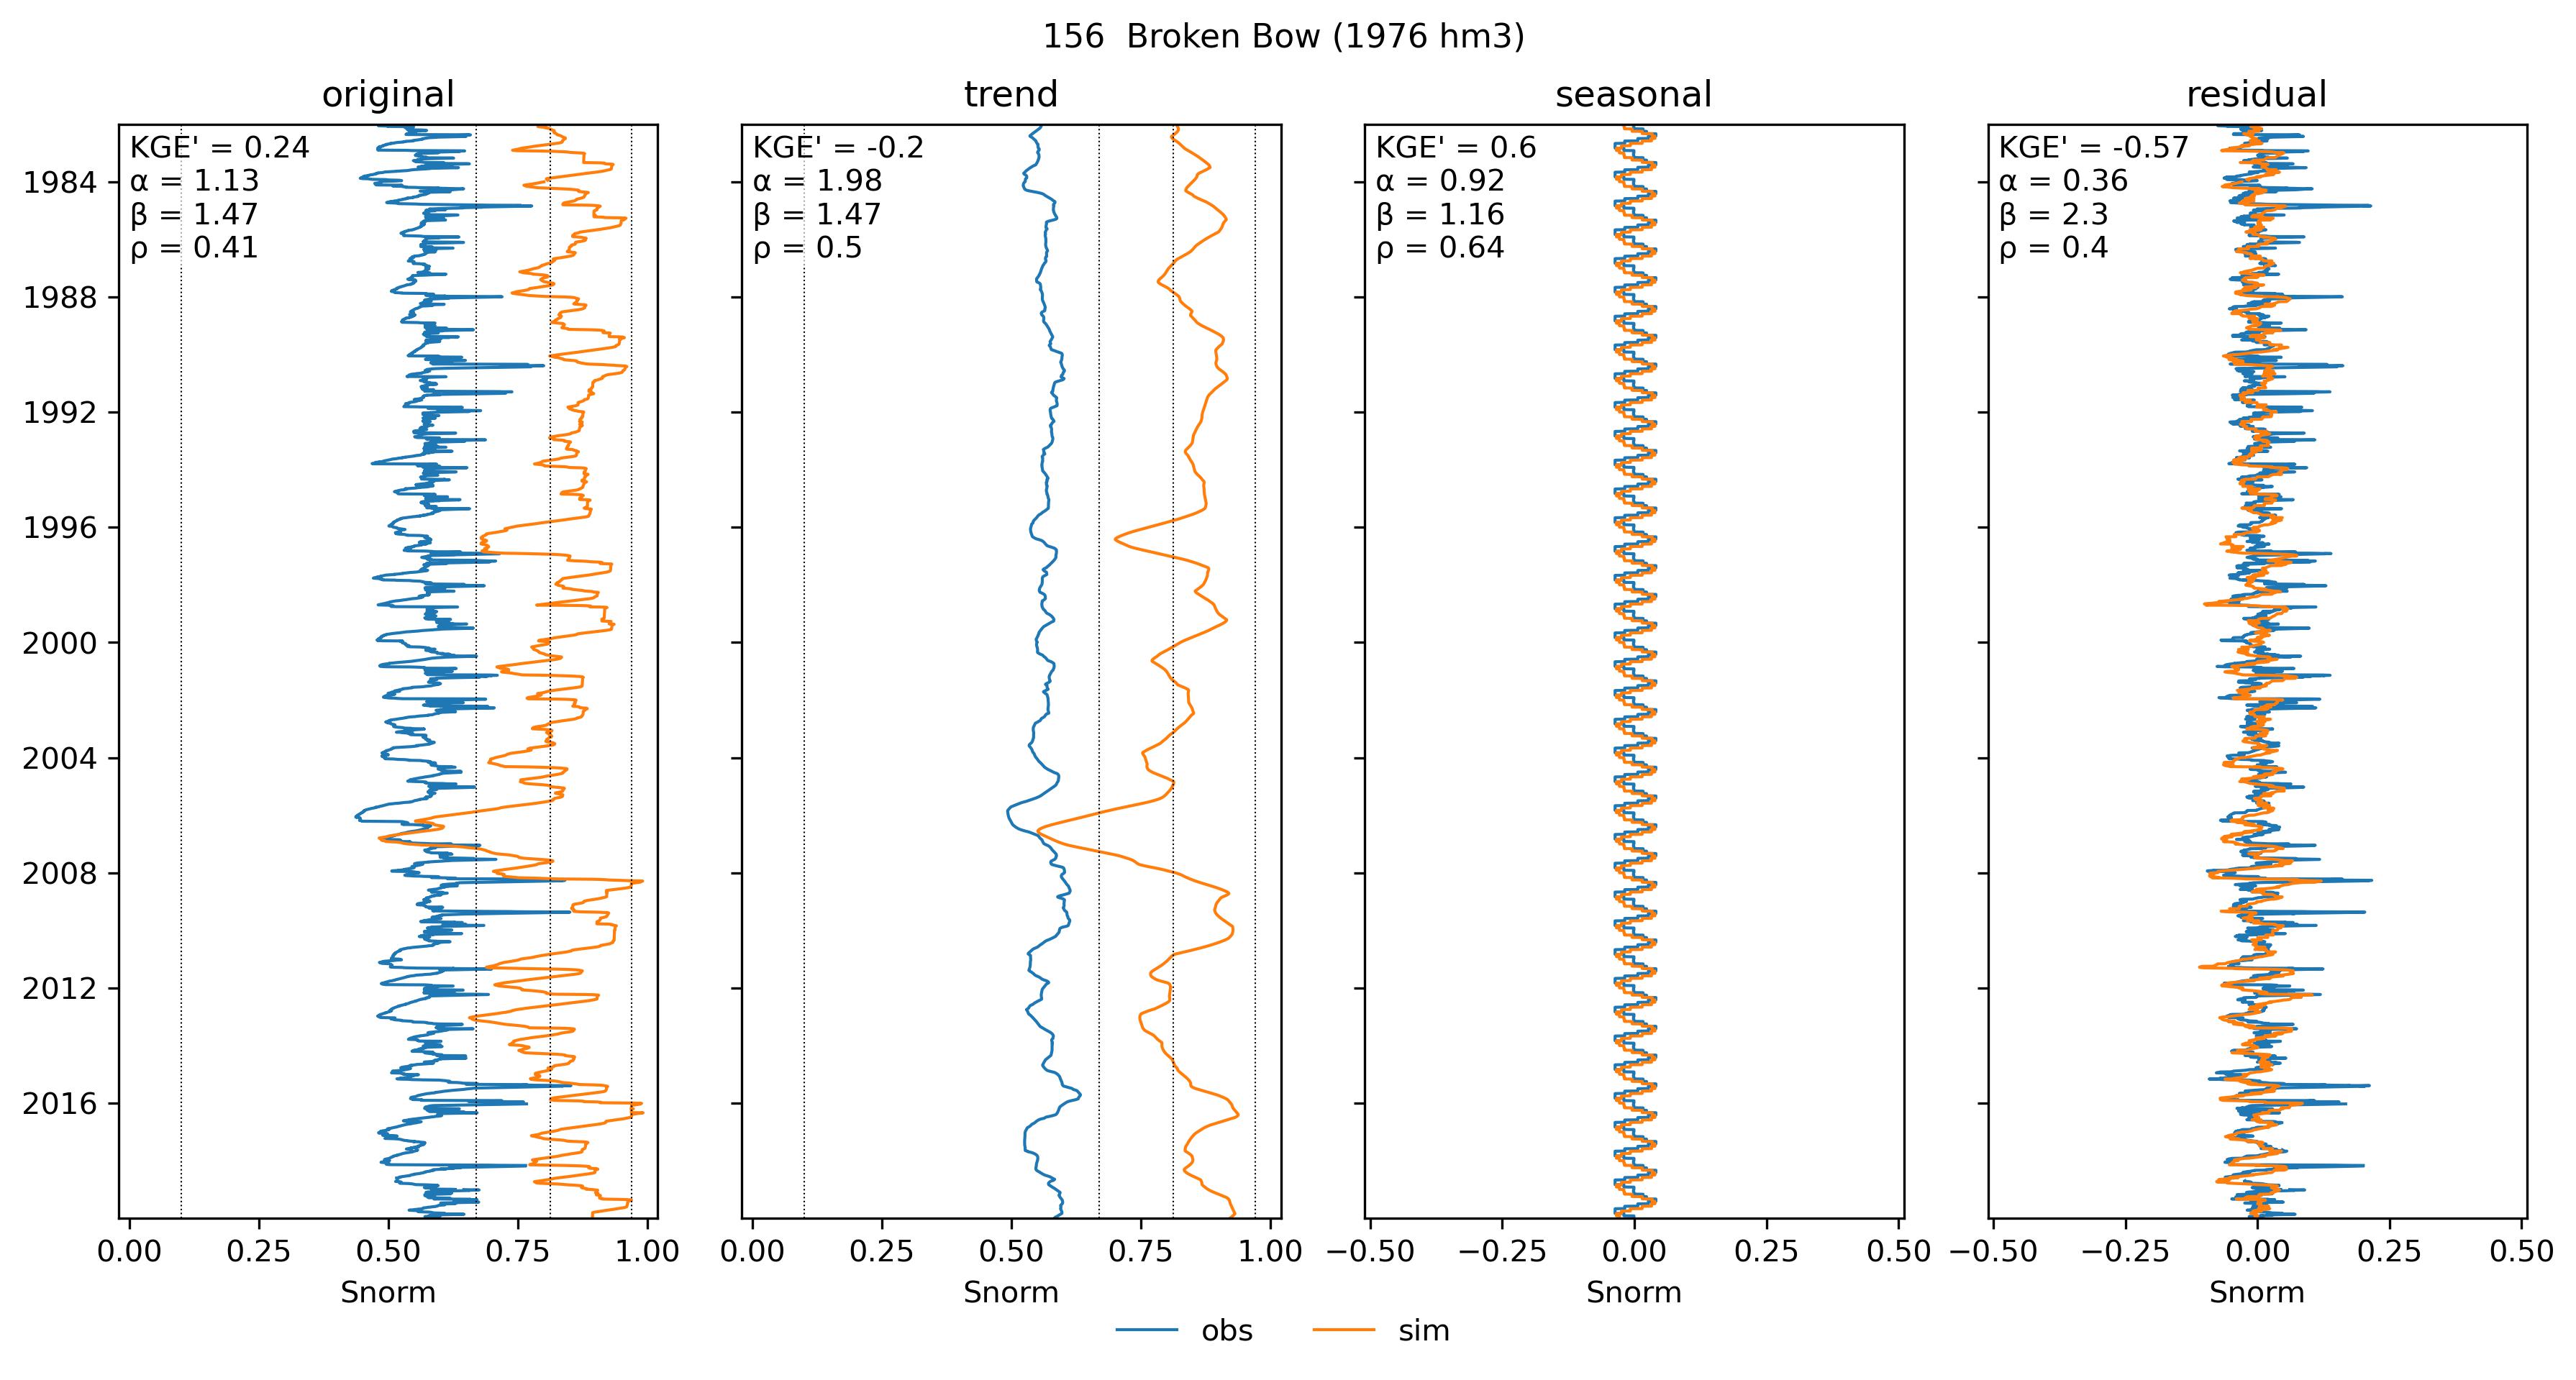 156  Broken Bow (1976 hm3)
original
trend
seasonal
residual
KGE' = 0.24
α = 1.13
β = 1.47
ρ = 0.41
KGE' = -0.2
α = 1.98
β = 1.47
ρ = 0.5
KGE' = 0.6
α = 0.92
β = 1.16
ρ = 0.64
KGE' = -0.57
α = 0.36
β = 2.3
ρ = 0.4
1984
1988
1992
1996
2000
2004
2008
2012
2016
0.00 0.25 0.50 0.75 1.00
0.00 0.25 0.50 0.75 1.00
−0.50 −0.25 0.00 0.25 0.50
−0.50 −0.25 0.00 0.25 0.50
Snorm
Snorm
Snorm
Snorm
obs
sim